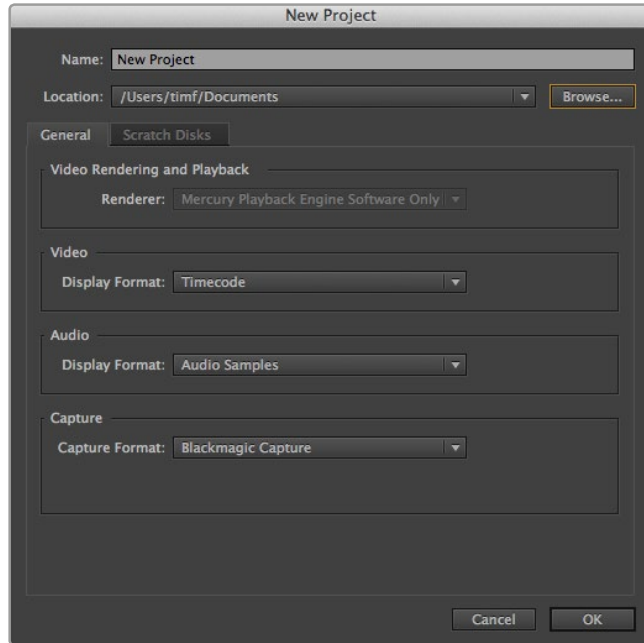 New Project
Name: New Project
Location: /Users/timf/Documents Browse...
General Scratch Disks
Video Rendering and Playback
Renderer: Mercury Playback Engine Software Only
Video
Display Format: Timecode
Audio
Display Format: Audio Samples
Capture
Capture Format: Blackmagic Capture
Cancel OK